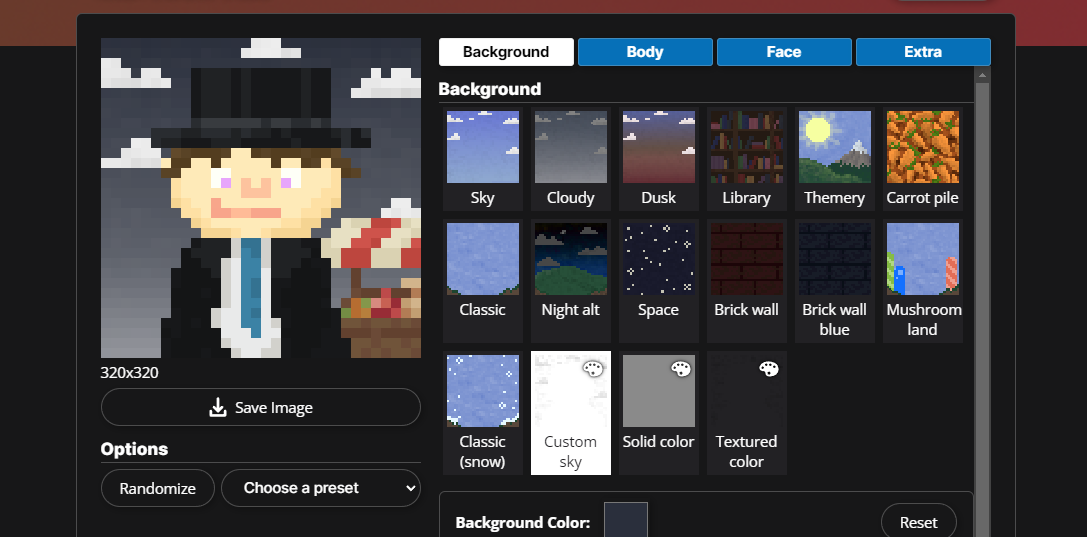 Background
Body
Face
Extra
Background
Sky
Cloudy
Dusk
Library
Themery
Carrot pile
Classic
Night alt
Space
Brick wall
Brick wall
blue
Mushroom
land
320x320
Save Image
Classic
(snow)
Custom
sky
Solid color
Textured
color
Options
Randomize
Choose a preset
Background Color:
Reset